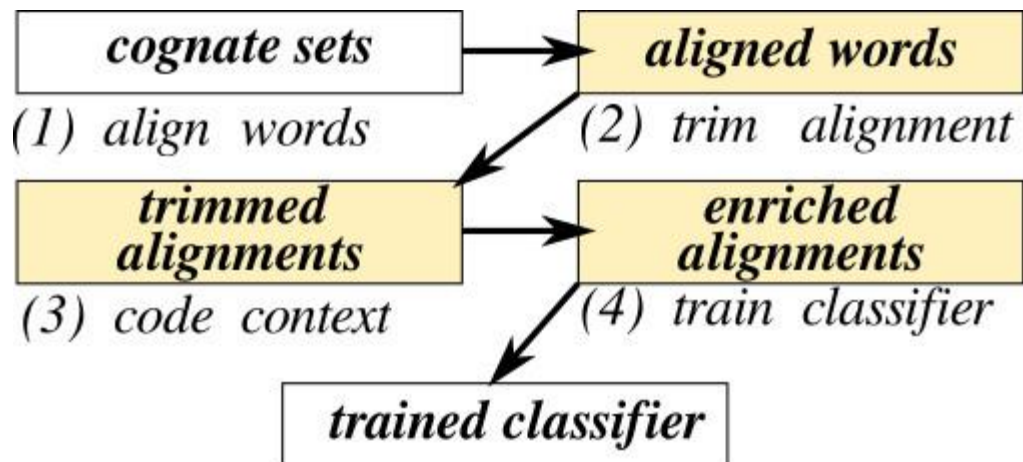 cognate sets
aligned words
(1) align words
(2) trim alignment
trimmed
alignments
enriched
alignments
(3) code context
(4) train classifier
trained classifier